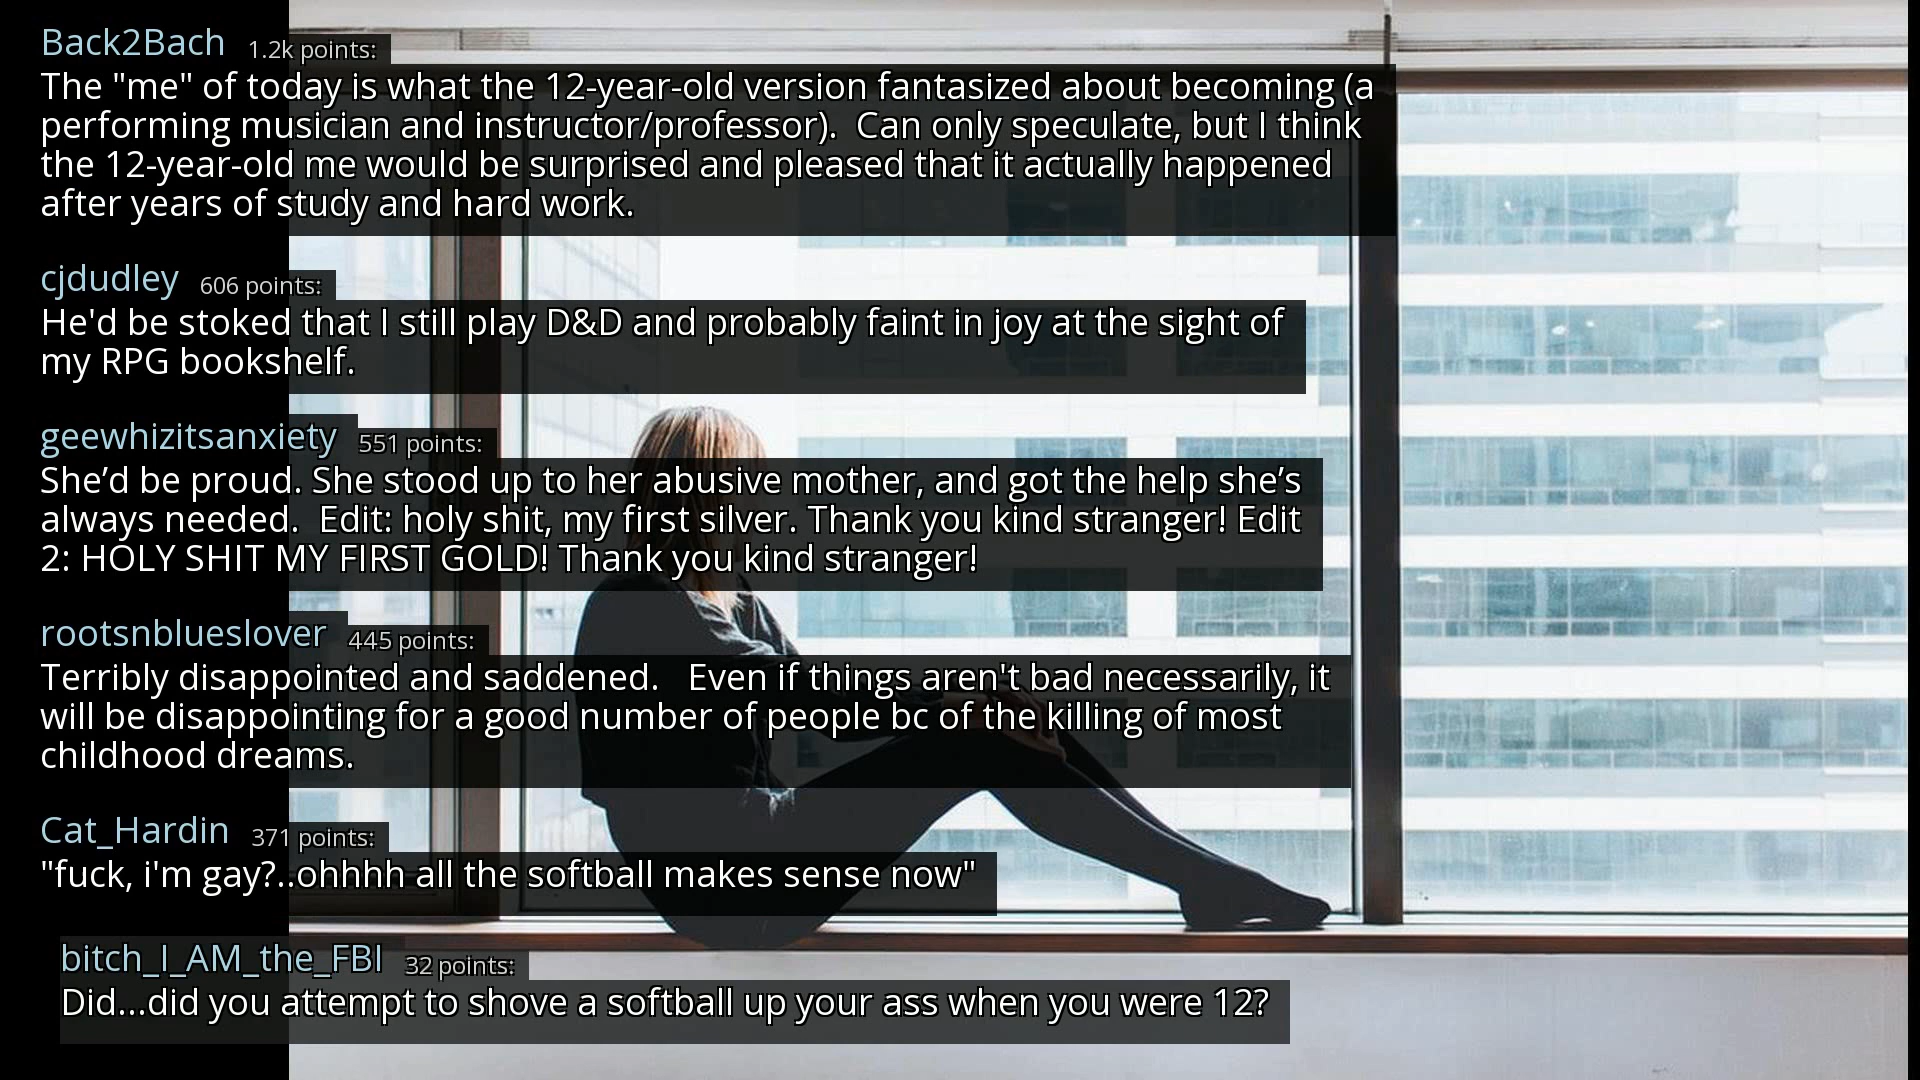 Back2Bach 1.2k points:
The "me" of today is what the 12-year-old version fantasized about becoming (a
performing musician and instructor/professor).  Can only speculate, but I think
the 12-year-old me would be surprised and pleased that it actually happened
after years of study and hard work.
cjdudley 606 points:
He'd be stoked that I still play D&D and probably faint in joy at the sight of
my RPG bookshelf.
geewhizitsanxiety 551 points:
She’d be proud. She stood up to her abusive mother, and got the help she’s
always needed.  Edit: holy shit, my first silver. Thank you kind stranger! Edit
2: HOLY SHIT MY FIRST GOLD! Thank you kind stranger!
rootsnblueslover 445 points:
Terribly disappointed and saddened.   Even if things aren't bad necessarily, it
will be disappointing for a good number of people bc of the killing of most
childhood dreams.
Cat_Hardin 371 points:
"fuck, i'm gay?..ohhhh all the softball makes sense now"
bitch_I_AM_the_FBI 32 points:
Did...did you attempt to shove a softball up your ass when you were 12?